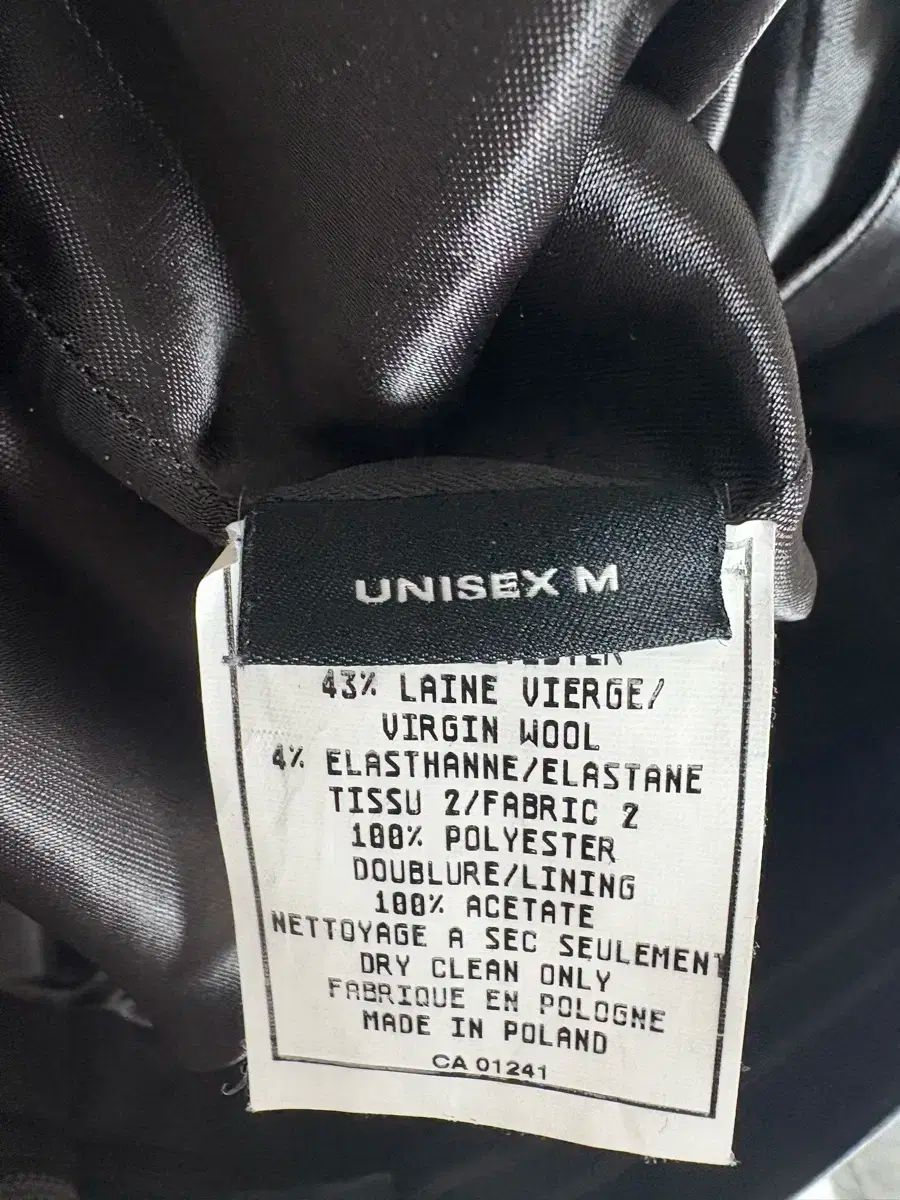 UNISEX M
43% LAINE VIERGE/
VIRGIN WOOL
4% ELASTHANNE/ELASTANE
TISSU 2/FABRIC 2
100% POLYESTER
DOUBLURE/LINING
100% ACETATE
NETTOYAGE A SEC SEULEMENT
DRY CLEAN ONLY
FABRIQUE EN POLOGNE
MADE IN POLAND
CA 01241